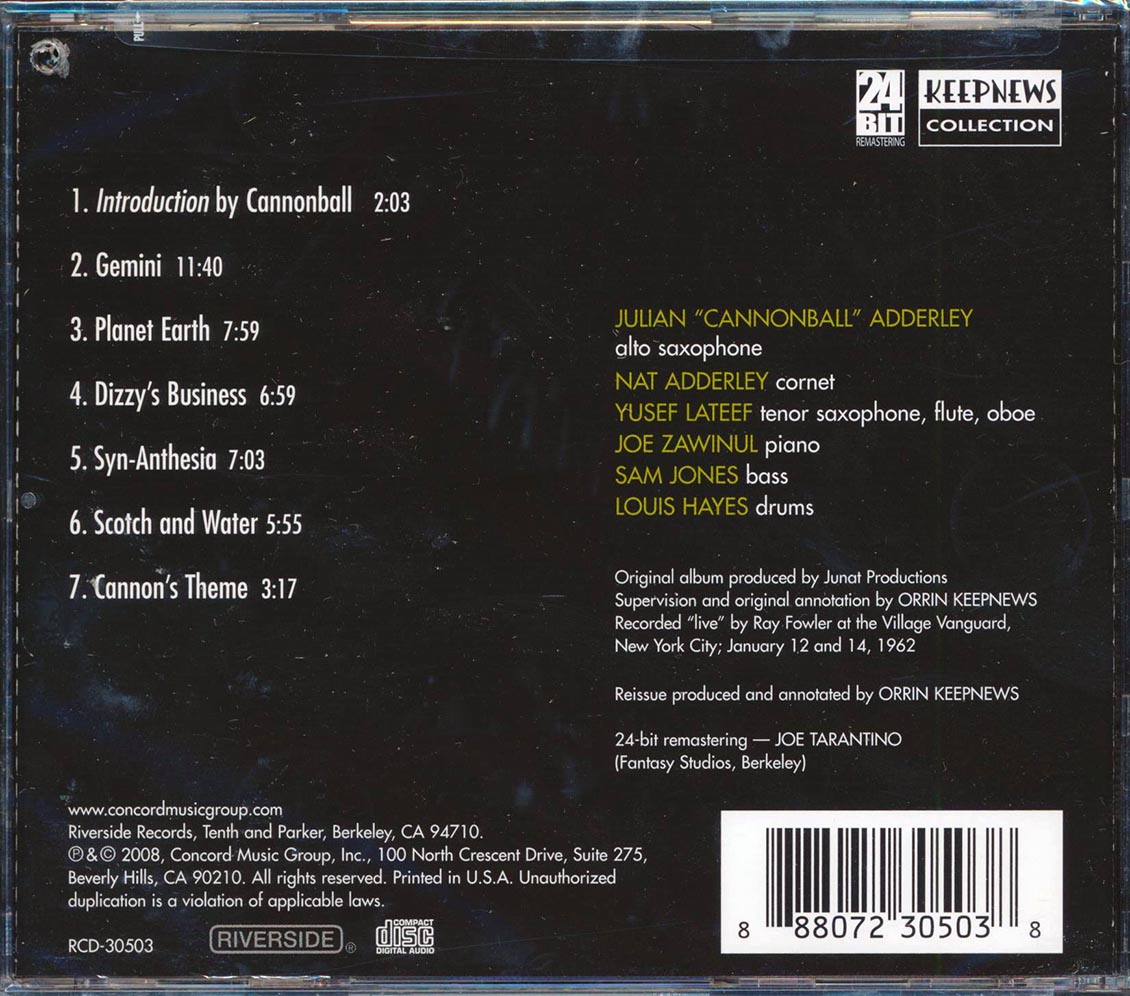 PULL
24
BIT
REMASTERING
KEEPNEWS
COLLECTION
1. Introduction by Cannonball 2:03
2. Gemini 11:40
3. Planet Earth 7:59
4. Dizzy's Business 6:59
5. Syn-Anthesia 7:03
6. Scotch and Water 5:55
7. Cannon's Theme 3:17
JULIAN "CANNONBALL" ADDERLEY
alto saxophone
NAT ADDERLEY cornet
YUSEF LATEEF tenor saxophone, flute, oboe
JOE ZAWINUL piano
SAM JONES bass
LOUIS HAYES drums
Original album produced by Junat Productions
Supervision and original annotation by ORRIN KEEPNEWS
Recorded "live" by Ray Fowler at the Village Vanguard,
New York City; January 12 and 14, 1962
Reissue produced and annotated by ORRIN KEEPNEWS
24-bit remastering — JOE TARANTINO
(Fantasy Studios, Berkeley)
www.concordmusicgroup.com
Riverside Records, Tenth and Parker, Berkeley, CA 94710.
℗ & © 2008, Concord Music Group, Inc., 100 North Crescent Drive, Suite 275,
Beverly Hills, CA 90210. All rights reserved. Printed in U.S.A. Unauthorized
duplication is a violation of applicable laws.
RCD-30503
RIVERSIDE®
COMPACT
disc
DIGITAL AUDIO
8 88072 30503 8